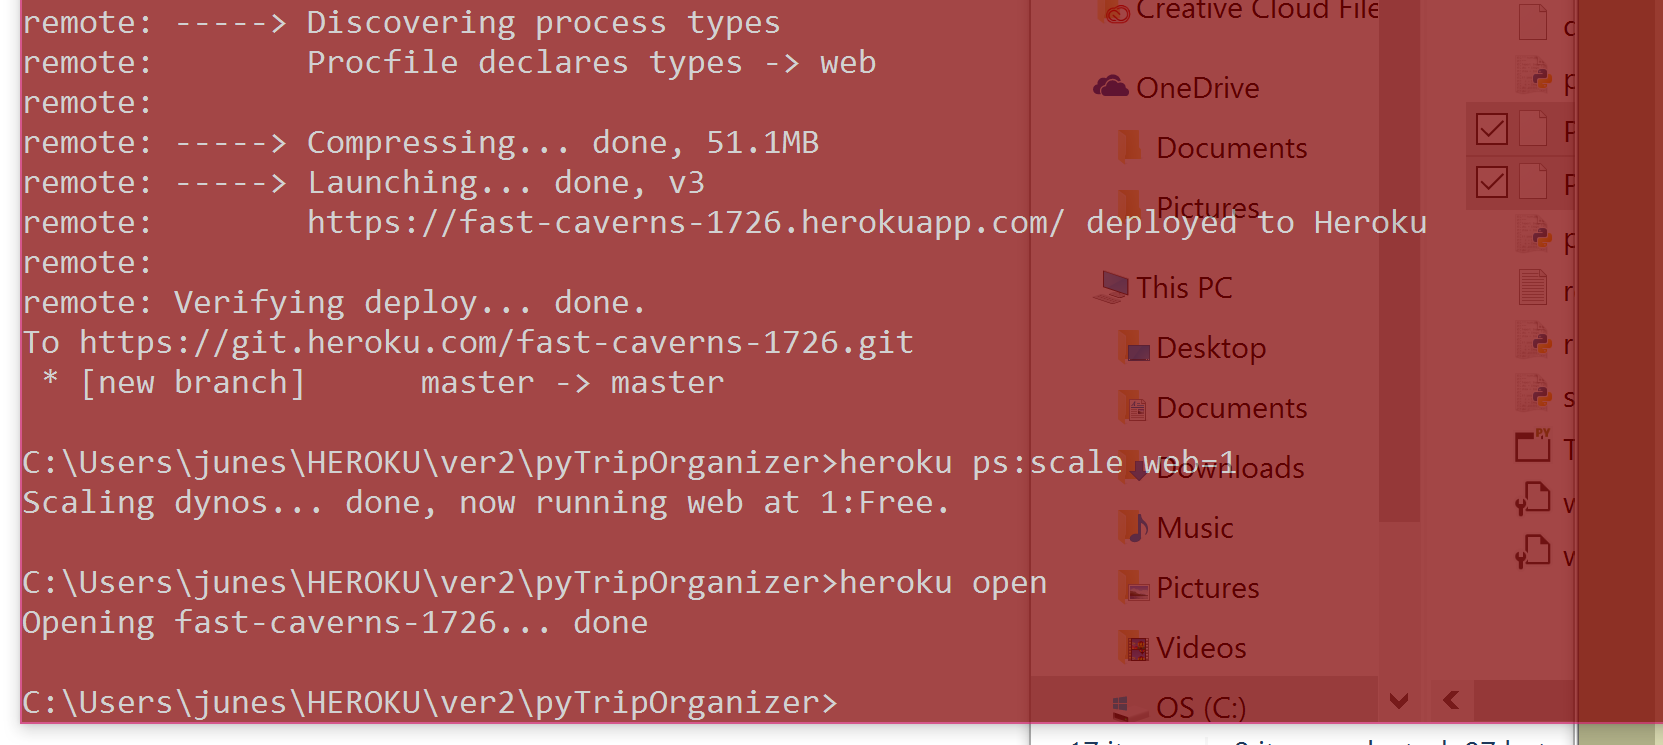 remote: -----> Discovering process types
remote:        Procfile declares types -> web
remote:
remote: -----> Compressing... done, 51.1MB
remote: -----> Launching... done, v3
remote:        https://fast-caverns-1726.herokuapp.com/ deployed to Heroku
remote:
remote: Verifying deploy... done.
To https://git.heroku.com/fast-caverns-1726.git
 * [new branch]      master -> master
C:\Users\junes\HEROKU\ver2\pyTripOrganizer>heroku ps:scale web=1
Scaling dynos... done, now running web at 1:Free.
C:\Users\junes\HEROKU\ver2\pyTripOrganizer>heroku open
Opening fast-caverns-1726... done
C:\Users\junes\HEROKU\ver2\pyTripOrganizer>
Creative Cloud File
OneDrive
Documents
Pictures
This PC
Desktop
Documents
Downloads
Music
Pictures
Videos
OS (C:)